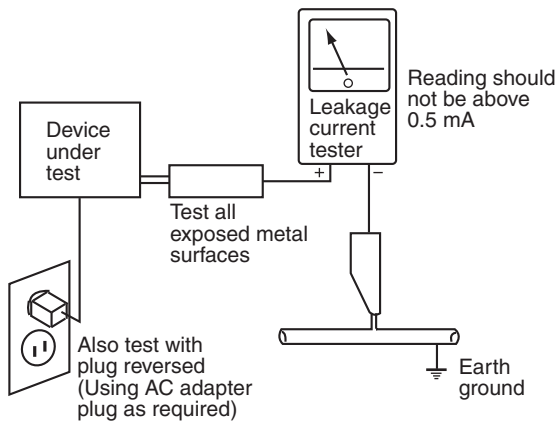 Device
under
test
Leakage
current
tester
+ −
Reading should
not be above
0.5 mA
Test all
exposed metal
surfaces
Also test with
plug reversed
(Using AC adapter
plug as required)
Earth
ground